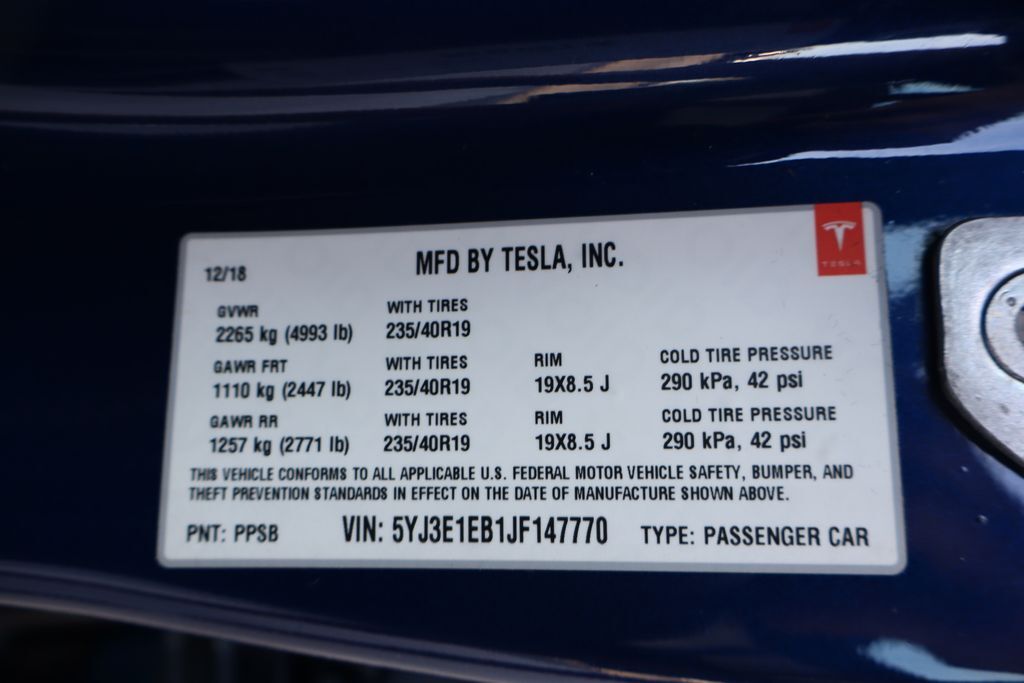 12/18
MFD BY TESLA, INC.
TESLA
GVWR WITH TIRES
2265 kg (4993 lb) 235/40R19
GAWR FRT WITH TIRES RIM COLD TIRE PRESSURE
1110 kg (2447 lb) 235/40R19 19X8.5 J 290 kPa, 42 psi
GAWR RR WITH TIRES RIM COLD TIRE PRESSURE
1257 kg (2771 lb) 235/40R19 19X8.5 J 290 kPa, 42 psi
THIS VEHICLE CONFORMS TO ALL APPLICABLE U.S. FEDERAL MOTOR VEHICLE SAFETY, BUMPER, AND
THEFT PREVENTION STANDARDS IN EFFECT ON THE DATE OF MANUFACTURE SHOWN ABOVE.
PNT: PPSB VIN: 5YJ3E1EB1JF147770 TYPE: PASSENGER CAR